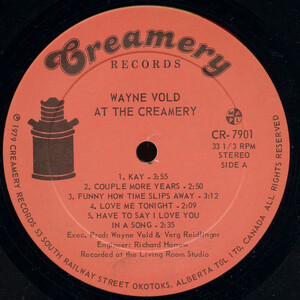 Creamery
RECORDS
WAYNE VOLD
AT THE CREAMERY
CR-7901
33 1/3 RPM
STEREO
SIDE A
1. KAY - 3:55
2. COUPLE MORE YEARS - 2:50
3. FUNNY HOW TIME SLIPS AWAY - 3:12
4. LOVE ME TONIGHT - 2:09
5. HAVE TO SAY I LOVE YOU
IN A SONG - 2:35
Exec. Prod: Wayne Vold & Verg Reidlinger
Engineer: Richard Harrow
Recorded at the Living Room Studio
© 1979 CREAMERY RECORDS 53 SOUTH RAILWAY STREET OKOTOKS, ALBERTA T0L 1T0, CANADA ALL RIGHTS RESERVED